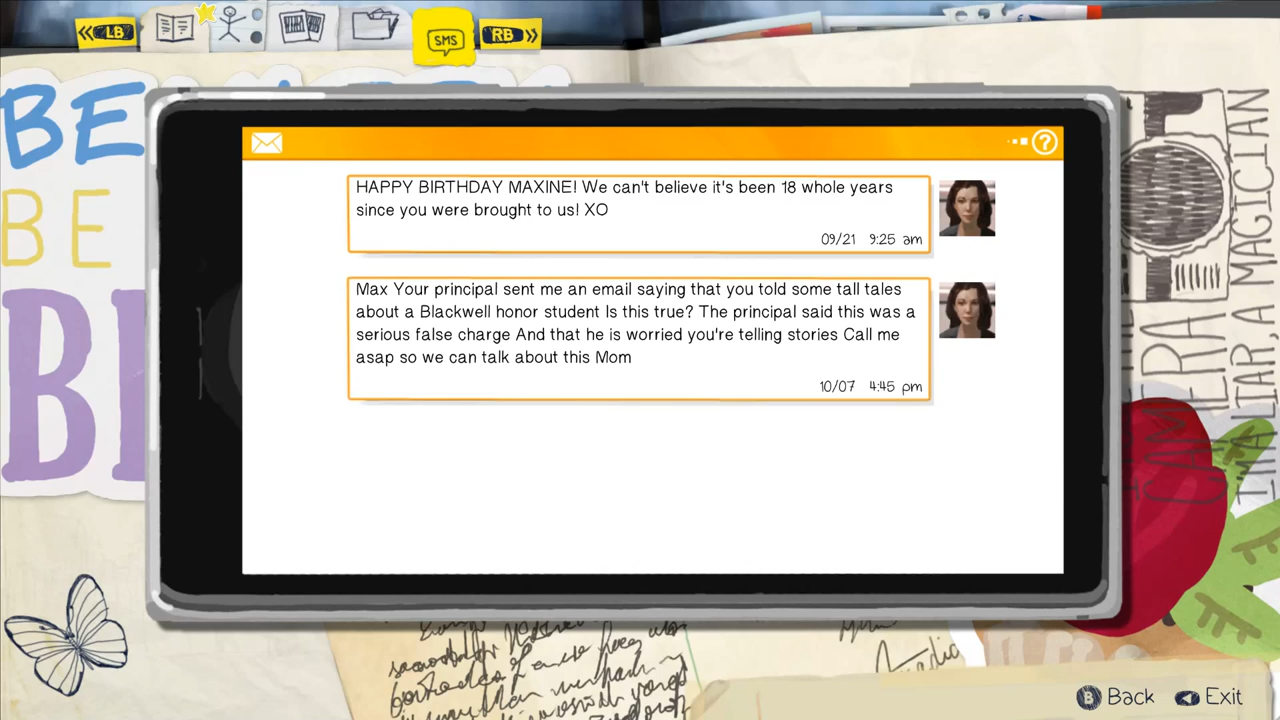 LB
SMS
RB
BE
BE
HAPPY BIRTHDAY MAXINE! We can't believe it's been 18 whole years
since you were brought to us! XO
09/21 9:25 am
Max Your principal sent me an email saying that you told some tall tales
about a Blackwell honor student Is this true? The principal said this was a
serious false charge And that he is worried you're telling stories Call me
asap so we can talk about this Mom
10/07 4:45 pm
?
I'M A LIAR, A MAGICIAN
B Back
Exit